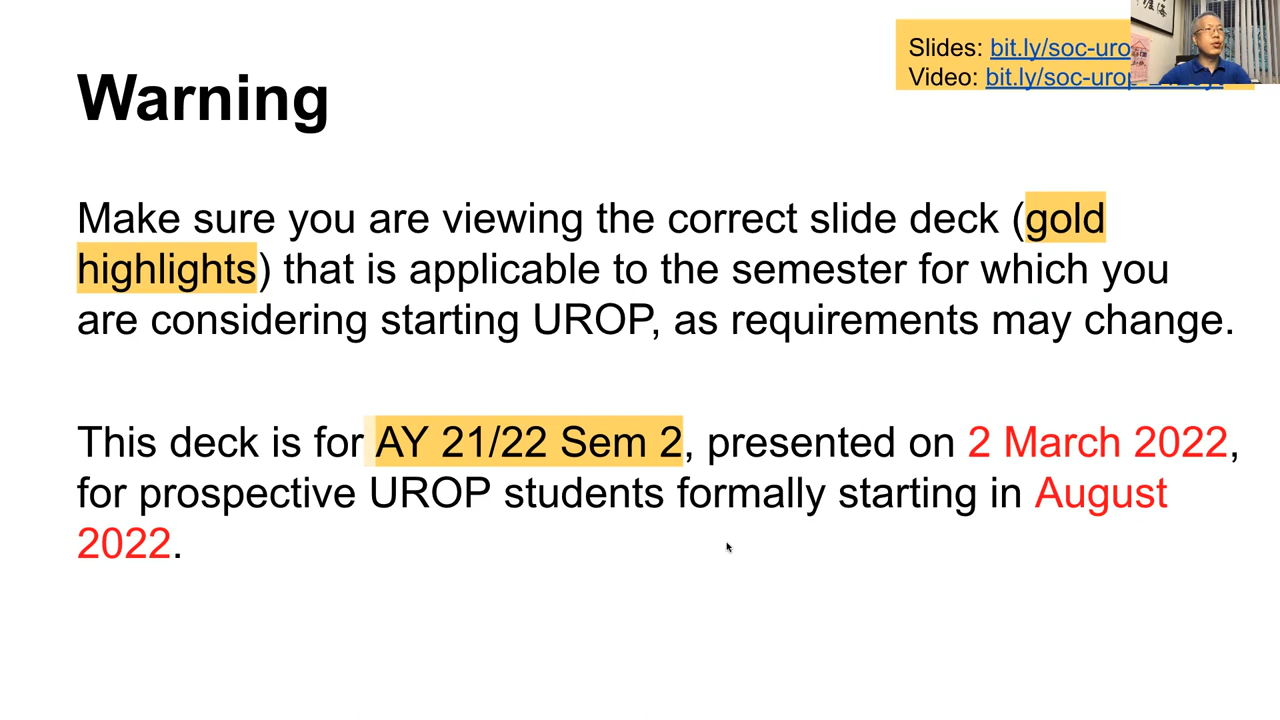 Slides: bit.ly/soc-uro
Video: bit.ly/soc-urop
Warning
Make sure you are viewing the correct slide deck (gold
highlights) that is applicable to the semester for which you
are considering starting UROP, as requirements may change.
This deck is for AY 21/22 Sem 2, presented on 2 March 2022,
for prospective UROP students formally starting in August
2022.